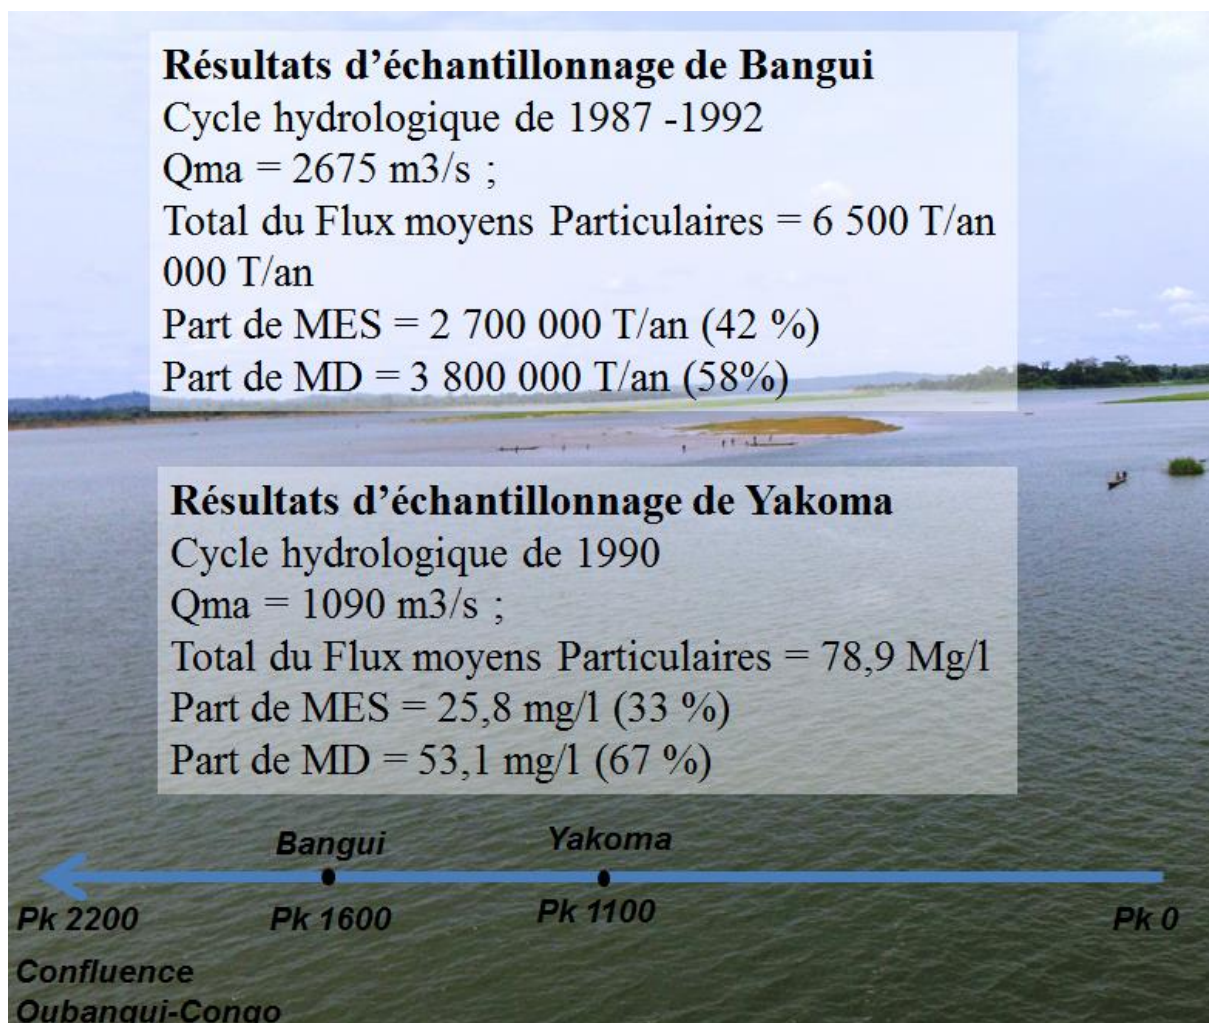 Résultats d’échantillonnage de Bangui
Cycle hydrologique de 1987 -1992
Qma = 2675 m3/s ;
Total du Flux moyens Particulaires = 6 500 T/an
000 T/an
Part de MES = 2 700 000 T/an (42 %)
Part de MD = 3 800 000 T/an (58%)
Résultats d’échantillonnage de Yakoma
Cycle hydrologique de 1990
Qma = 1090 m3/s ;
Total du Flux moyens Particulaires = 78,9 Mg/l
Part de MES = 25,8 mg/l (33 %)
Part de MD = 53,1 mg/l (67 %)
Bangui Yakoma
Pk 2200 Pk 1600 Pk 1100 Pk 0
Confluence
Oubangui-Congo